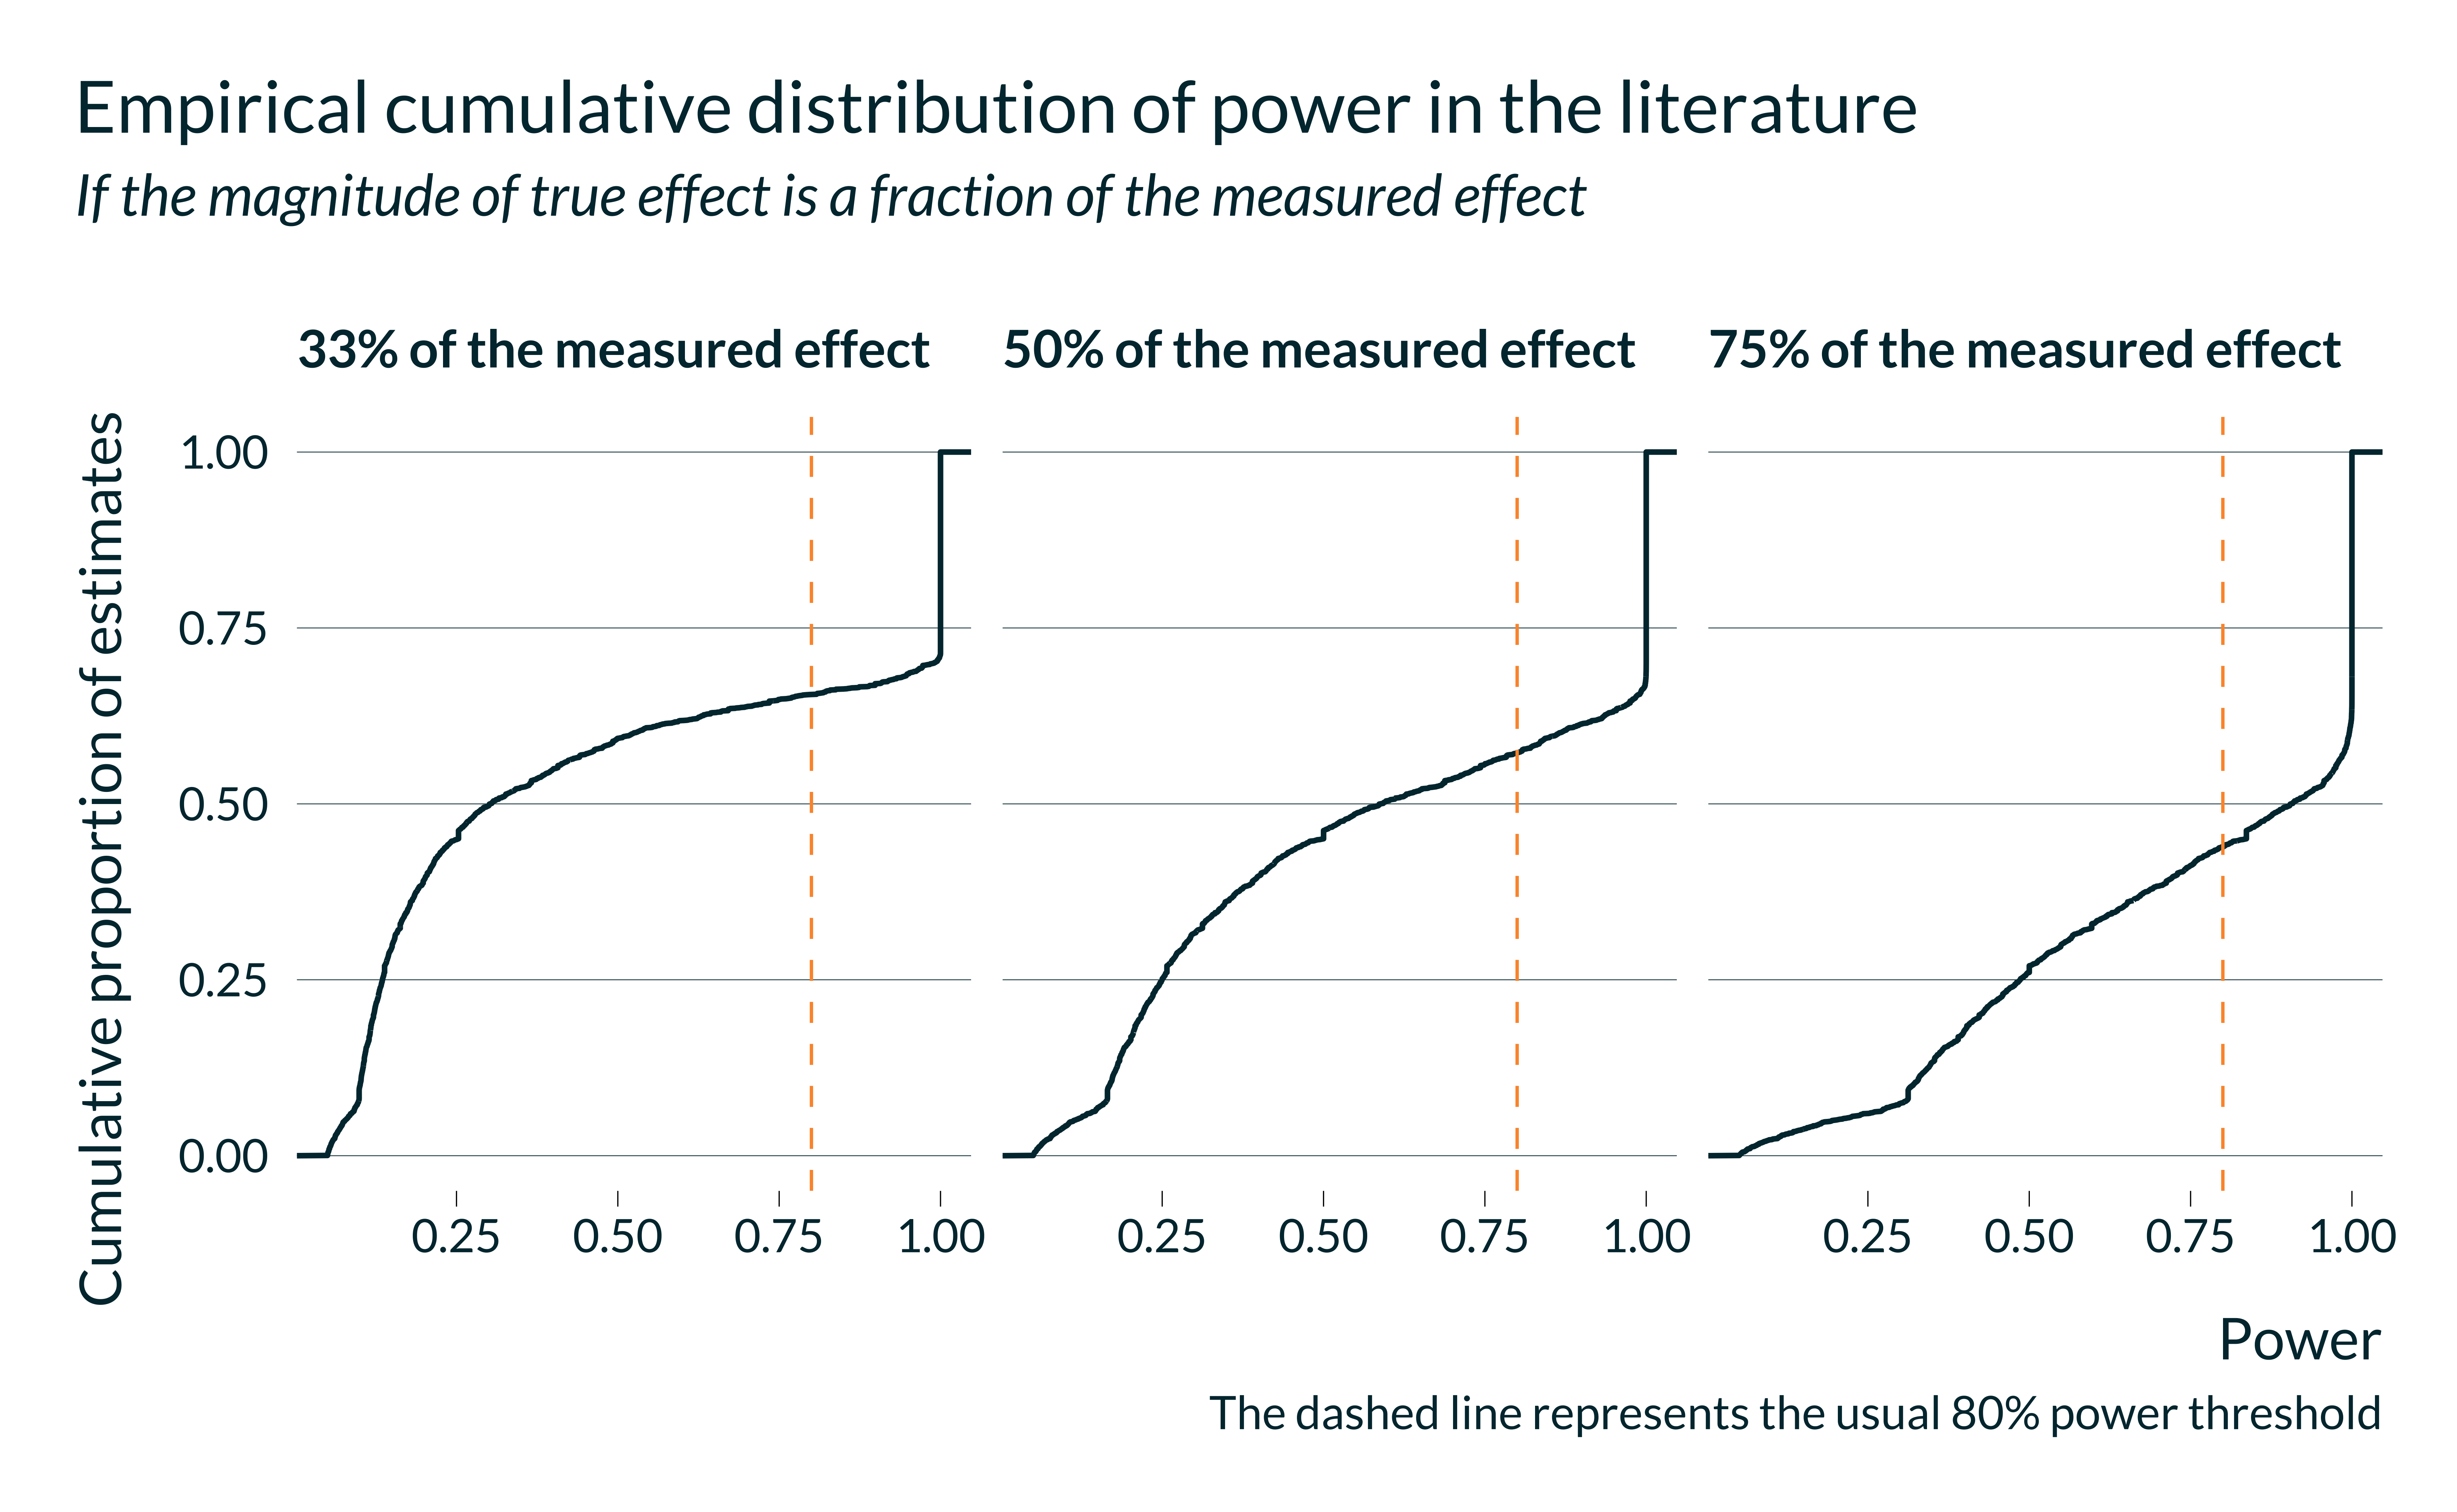 Empirical cumulative distribution of power in the literature
If the magnitude of true effect is a fraction of the measured effect
33% of the measured effect
50% of the measured effect
75% of the measured effect
Cumulative proportion of estimates
1.00
0.75
0.50
0.25
0.00
0.25 0.50 0.75 1.00
0.25 0.50 0.75 1.00
0.25 0.50 0.75 1.00
Power
The dashed line represents the usual 80% power threshold